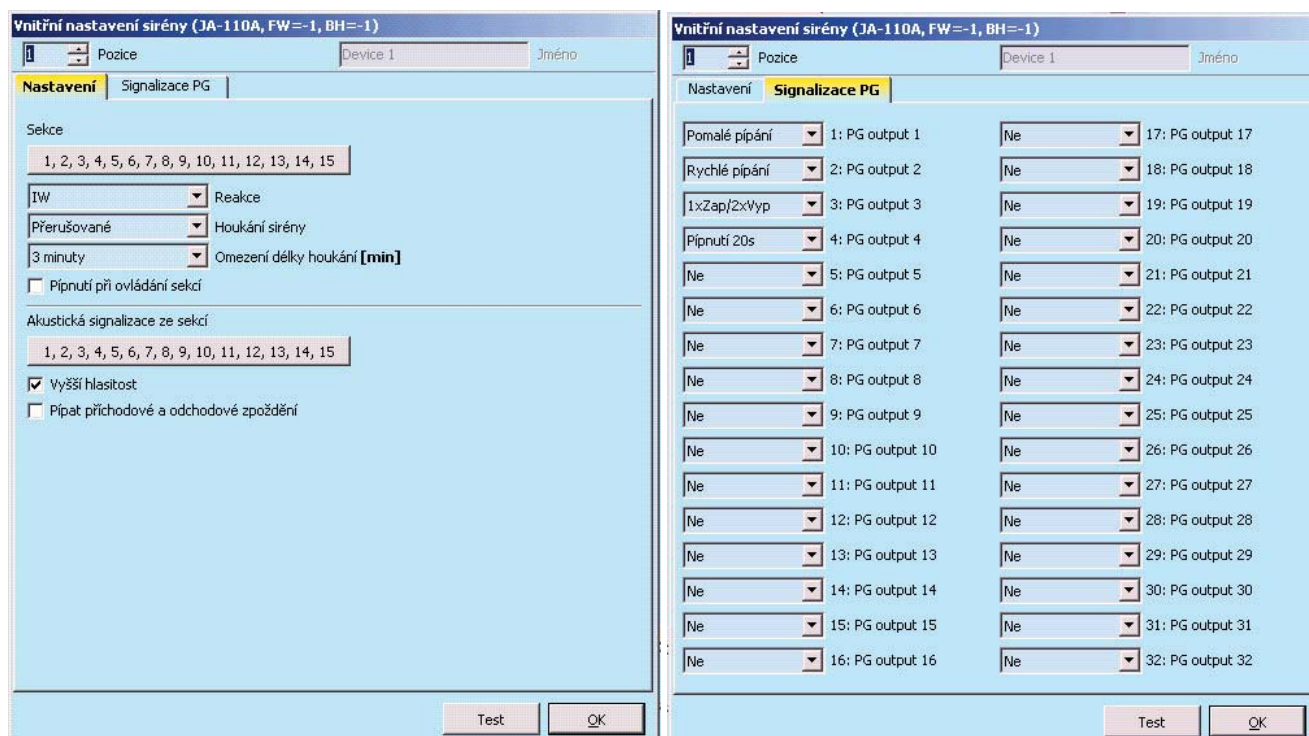 Vnitřní nastavení sirény (JA-110A, FW=-1, BH=-1)
1 Pozice Device 1 Jméno
Nastavení Signalizace PG
Sekce
1, 2, 3, 4, 5, 6, 7, 8, 9, 10, 11, 12, 13, 14, 15
IW Reakce
Přerušované Houkání sirény
3 minuty Omezení délky houkání [min]
Pípnutí při ovládání sekcí
Akustická signalizace ze sekcí
1, 2, 3, 4, 5, 6, 7, 8, 9, 10, 11, 12, 13, 14, 15
Vyšší hlasitost
Pípat příchodové a odchodové zpoždění
Test OK
Vnitřní nastavení sirény (JA-110A, FW=-1, BH=-1)
1 Pozice Device 1 Jméno
Nastavení Signalizace PG
Pomalé pípání 1: PG output 1 Ne 17: PG output 17
Rychlé pípání 2: PG output 2 Ne 18: PG output 18
1xZap/2xVyp 3: PG output 3 Ne 19: PG output 19
Pípnutí 20s 4: PG output 4 Ne 20: PG output 20
Ne 5: PG output 5 Ne 21: PG output 21
Ne 6: PG output 6 Ne 22: PG output 22
Ne 7: PG output 7 Ne 23: PG output 23
Ne 8: PG output 8 Ne 24: PG output 24
Ne 9: PG output 9 Ne 25: PG output 25
Ne 10: PG output 10 Ne 26: PG output 26
Ne 11: PG output 11 Ne 27: PG output 27
Ne 12: PG output 12 Ne 28: PG output 28
Ne 13: PG output 13 Ne 29: PG output 29
Ne 14: PG output 14 Ne 30: PG output 30
Ne 15: PG output 15 Ne 31: PG output 31
Ne 16: PG output 16 Ne 32: PG output 32
Test OK